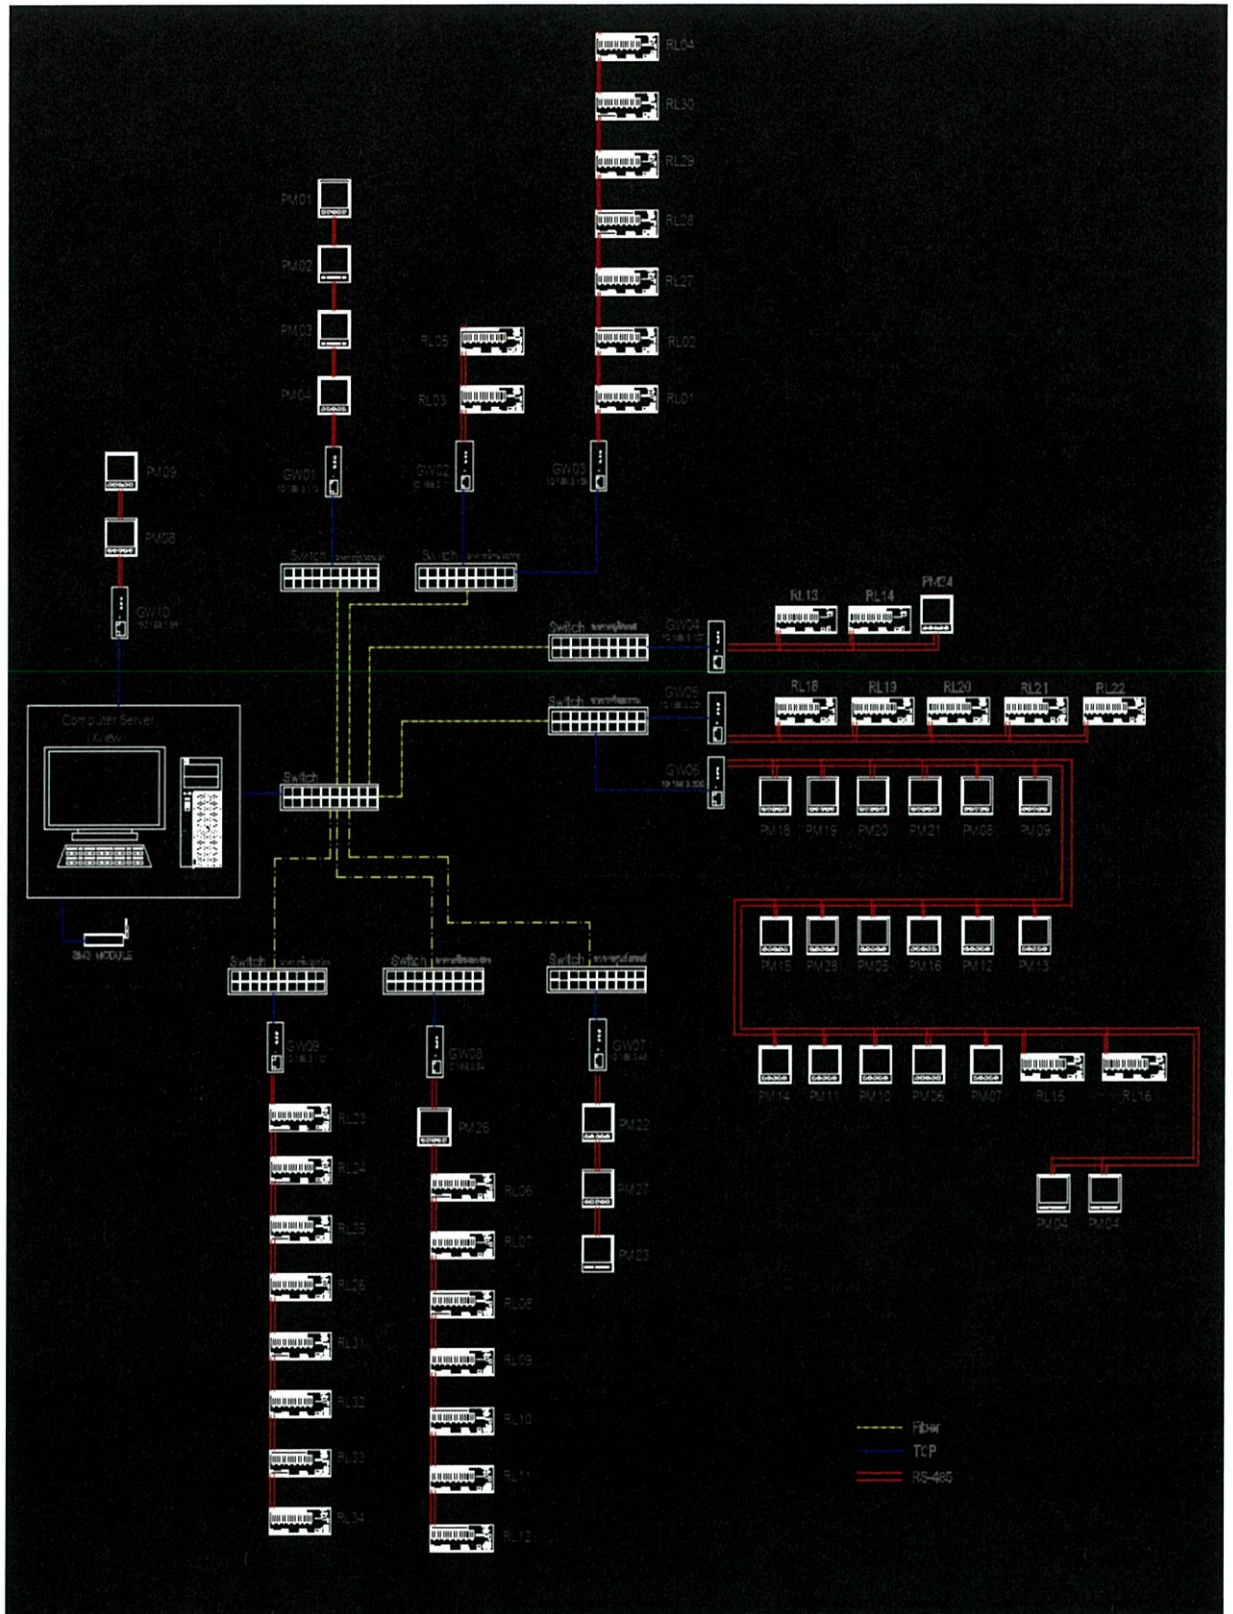 RL04
RL30
RL29
PM01
RL28
PM02
RL27
PM03
RL05
RL02
PM04
RL03
RL01
PM09
GW01
GW02
GW03
PM08
Switch
Switch
PM24
RL13
RL14
GW10
Switch
GW04
RL18
RL19
RL20
RL21
RL22
Switch
GW05
Computer Server
(XView)
Switch
GW06
PM18
PM19
PM20
PM21
PM08
PM09
MODULE
Switch
Switch
Switch
PM15
PM28
PM05
PM16
PM12
PM13
GW09
GW08
GW07
PM14
PM11
PM10
PM06
PM07
RL15
RL16
RL23
PM26
PM22
RL24
RL06
PM27
RL25
RL07
PM23
PM04
PM04
RL26
RL08
RL31
RL09
RL32
RL10
Fiber
TCP
RL33
RL11
RS-485
RL34
RL12